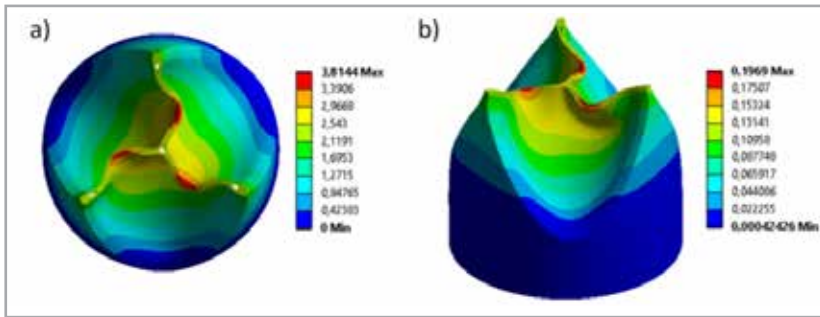 a)
3,8144 Max
3,3906
2,9668
2,543
2,1191
1,6953
1,2715
0,84765
0,42383
0 Min
b)
0,1969 Max
0,17507
0,15324
0,13141
0,10958
0,087748
0,065917
0,044086
0,022255
0,00042426 Min